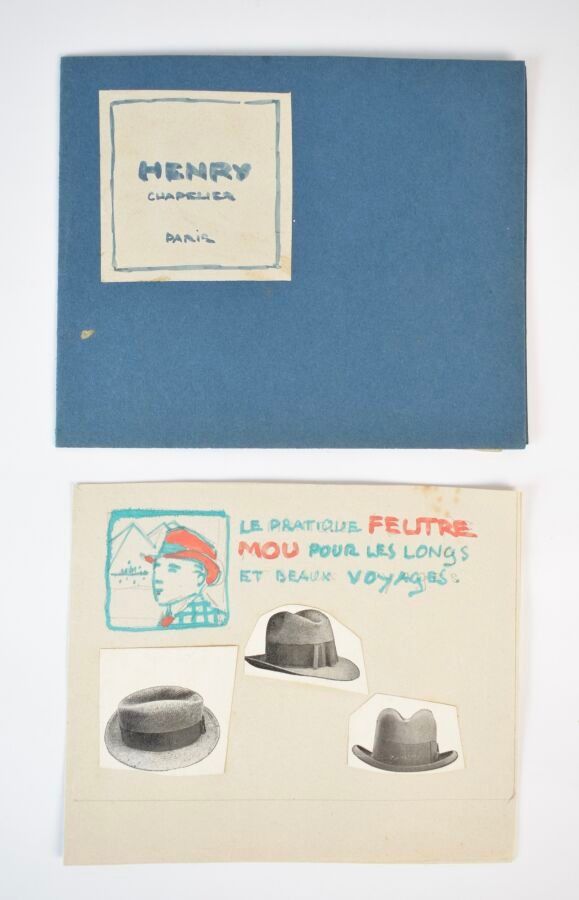 HENRY
CHAPELIER
PARIS
LE PRATIQUE FEUTRE
MOU POUR LES LONGS
ET BEAUX VOYAGES.